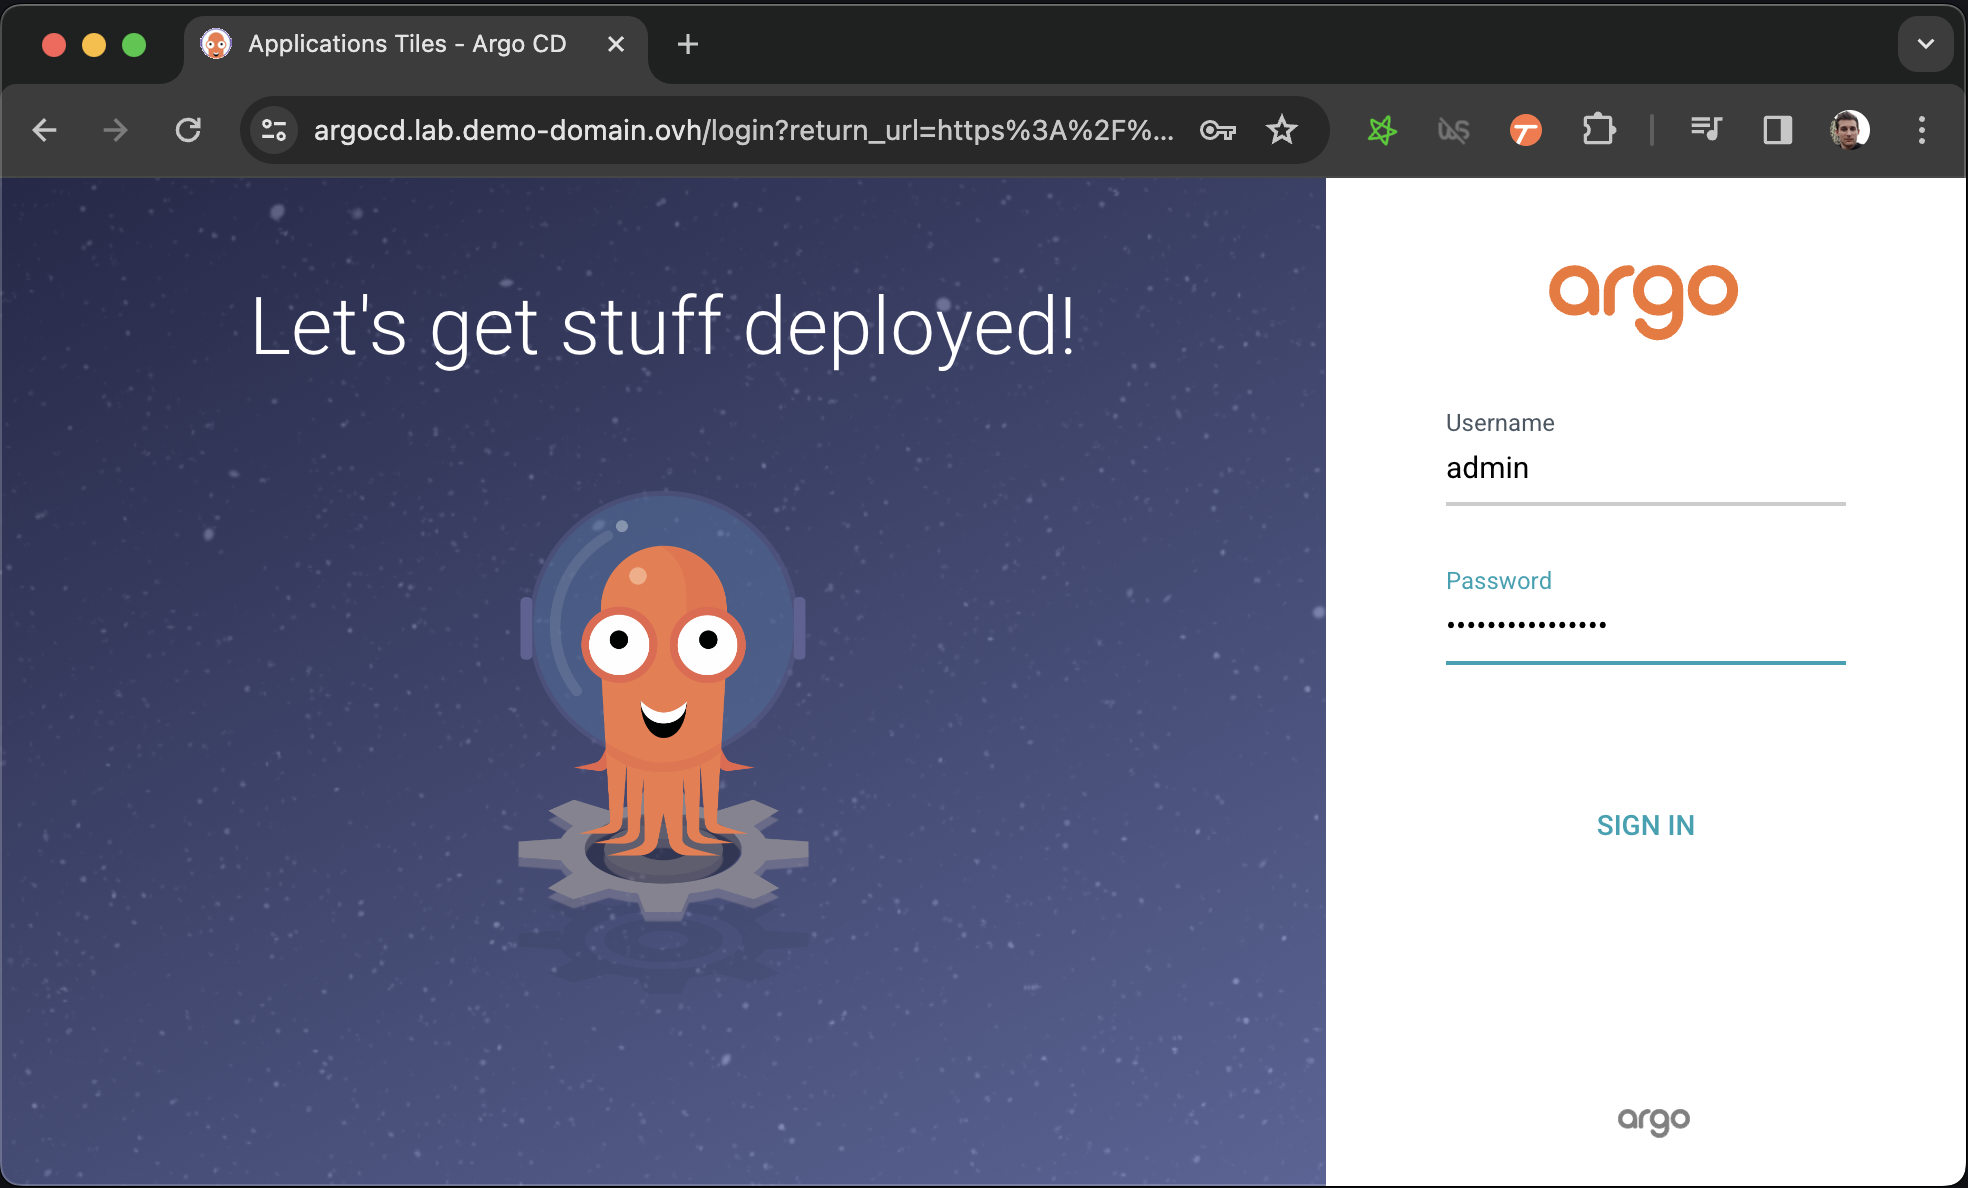 Applications Tiles - Argo CD
argocd.lab.demo-domain.ovh/login?return_url=https%3A%2F%...
Let's get stuff deployed!
argo
Username
admin
Password
••••••••••••••••
SIGN IN
argo